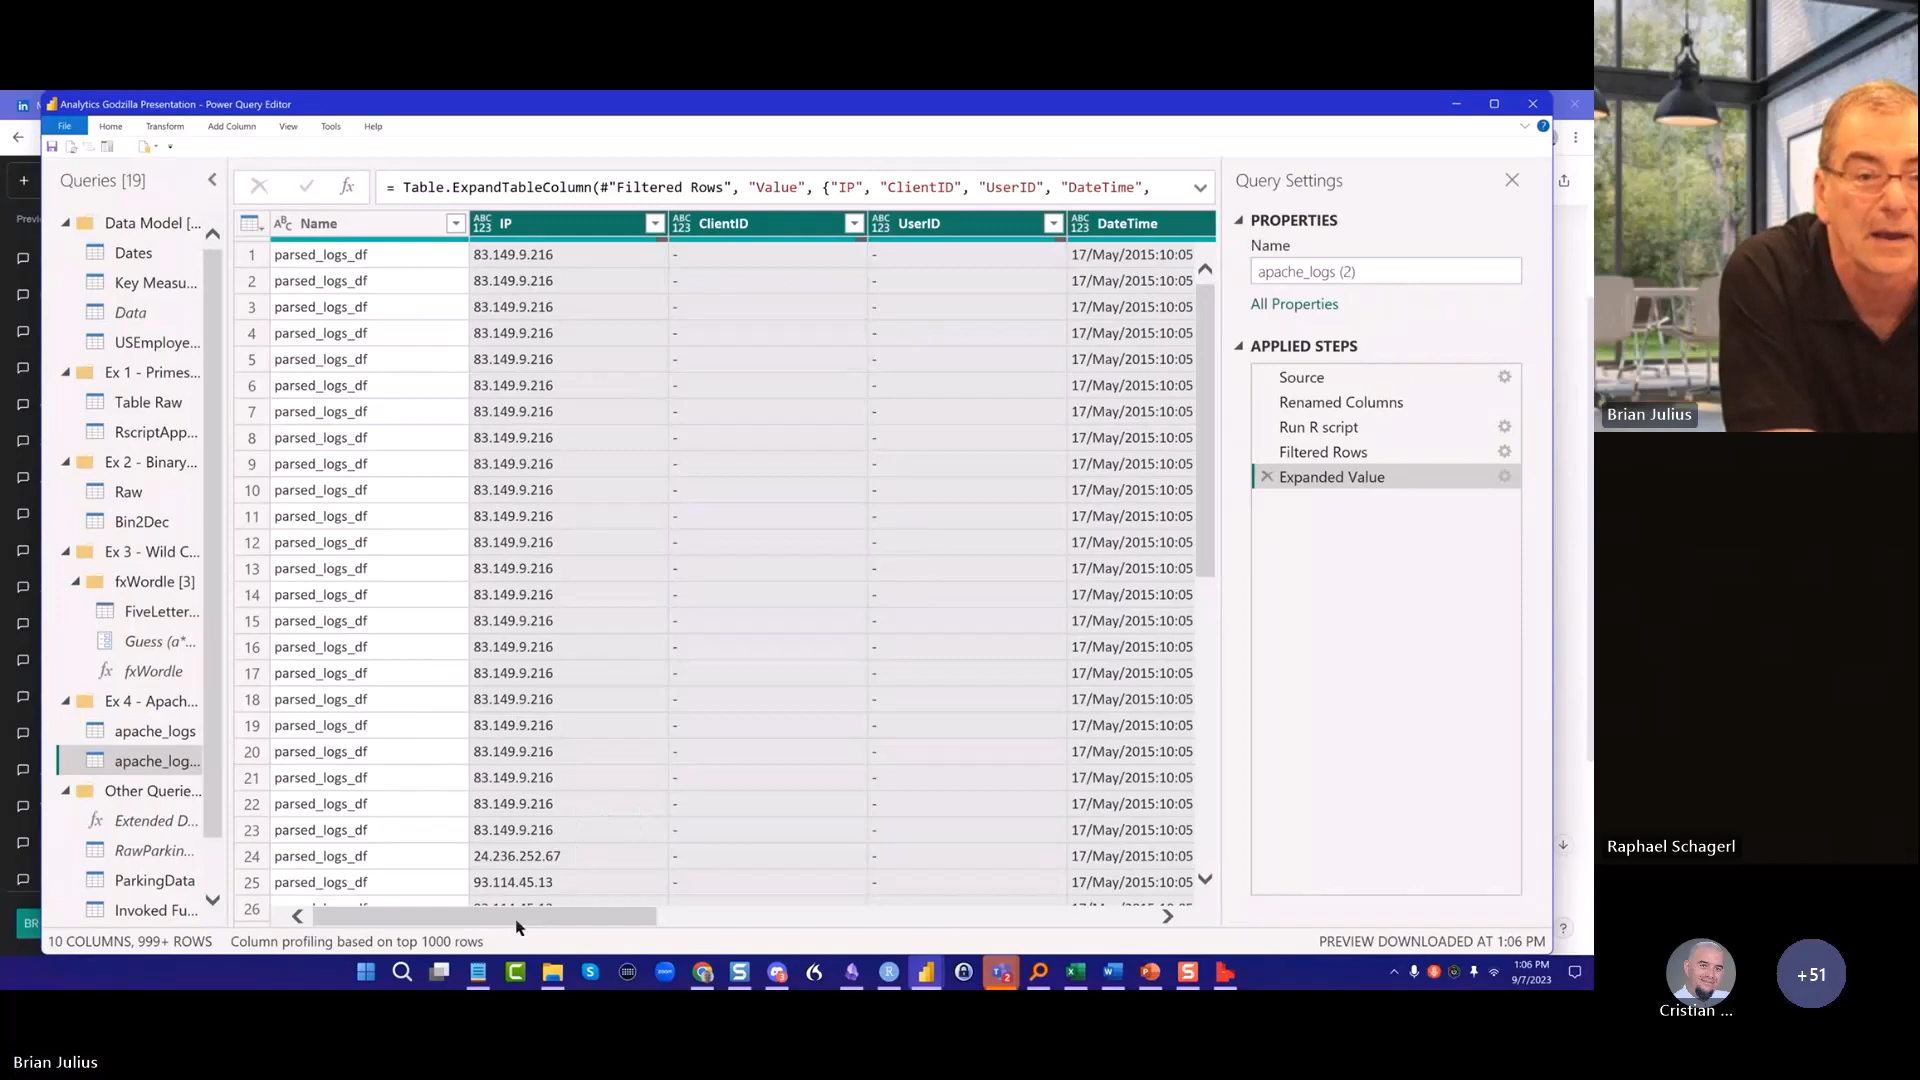 Analytics Godzilla Presentation - Power Query Editor
File Home Transform Add Column View Tools Help
Queries [19]
= Table.ExpandTableColumn(#"Filtered Rows", "Value", {"IP", "ClientID", "UserID", "DateTime",
Query Settings
PROPERTIES
Name
apache_logs (2)
All Properties
APPLIED STEPS
Source
Renamed Columns
Run R script
Filtered Rows
Expanded Value
Data Model [...
Dates
Key Measu...
Data
USEmploye...
Ex 1 - Primes...
Table Raw
RscriptApp...
Ex 2 - Binary...
Raw
Bin2Dec
Ex 3 - Wild C...
fxWordle [3]
FiveLetter...
Guess (a*...
fx fxWordle
Ex 4 - Apach...
apache_logs
apache_log...
Other Querie...
fx Extended D...
RawParkin...
ParkingData
Invoked Fu...
ABC Name ABC 123 IP ABC 123 ClientID ABC 123 UserID ABC 123 DateTime
1 parsed_logs_df 83.149.9.216 - - 17/May/2015:10:05
2 parsed_logs_df 83.149.9.216 - - 17/May/2015:10:05
3 parsed_logs_df 83.149.9.216 - - 17/May/2015:10:05
4 parsed_logs_df 83.149.9.216 - - 17/May/2015:10:05
5 parsed_logs_df 83.149.9.216 - - 17/May/2015:10:05
6 parsed_logs_df 83.149.9.216 - - 17/May/2015:10:05
7 parsed_logs_df 83.149.9.216 - - 17/May/2015:10:05
8 parsed_logs_df 83.149.9.216 - - 17/May/2015:10:05
9 parsed_logs_df 83.149.9.216 - - 17/May/2015:10:05
10 parsed_logs_df 83.149.9.216 - - 17/May/2015:10:05
11 parsed_logs_df 83.149.9.216 - - 17/May/2015:10:05
12 parsed_logs_df 83.149.9.216 - - 17/May/2015:10:05
13 parsed_logs_df 83.149.9.216 - - 17/May/2015:10:05
14 parsed_logs_df 83.149.9.216 - - 17/May/2015:10:05
15 parsed_logs_df 83.149.9.216 - - 17/May/2015:10:05
16 parsed_logs_df 83.149.9.216 - - 17/May/2015:10:05
17 parsed_logs_df 83.149.9.216 - - 17/May/2015:10:05
18 parsed_logs_df 83.149.9.216 - - 17/May/2015:10:05
19 parsed_logs_df 83.149.9.216 - - 17/May/2015:10:05
20 parsed_logs_df 83.149.9.216 - - 17/May/2015:10:05
21 parsed_logs_df 83.149.9.216 - - 17/May/2015:10:05
22 parsed_logs_df 83.149.9.216 - - 17/May/2015:10:05
23 parsed_logs_df 83.149.9.216 - - 17/May/2015:10:05
24 parsed_logs_df 24.236.252.67 - - 17/May/2015:10:05
25 parsed_logs_df 93.114.45.13 - - 17/May/2015:10:05
26
10 COLUMNS, 999+ ROWS Column profiling based on top 1000 rows PREVIEW DOWNLOADED AT 1:06 PM
Previ
BR
1:06 PM
9/7/2023
Brian Julius
Raphael Schagerl
Cristian ...
+51
Brian Julius